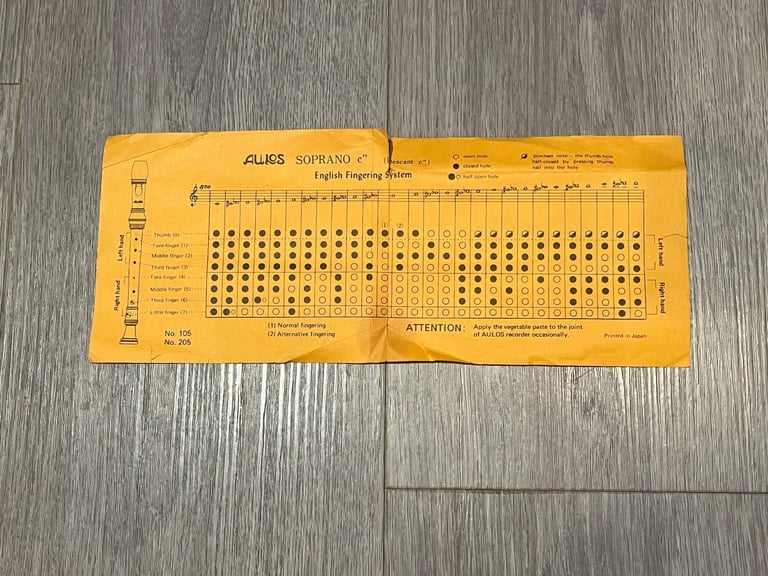 AULOS SOPRANO c" (Descant c")
English Fingering System
open hole
closed hole
half open hole
'pinched note' – the thumb hole
half-closed by pressing thumb
nail into the hole
8va
(1) (2)
Left hand
Right hand
Thumb (0)
Fore finger (1)
Middle finger (2)
Third finger (3)
Fore finger (4)
Middle finger (5)
Third finger (6)
Little finger (7)
Left hand
Right hand
No. 105
No. 205
(1) Normal fingering
(2) Alternative fingering
ATTENTION: Apply the vegetable paste to the joint
of AULOS recorder occasionally.
Printed in Japan